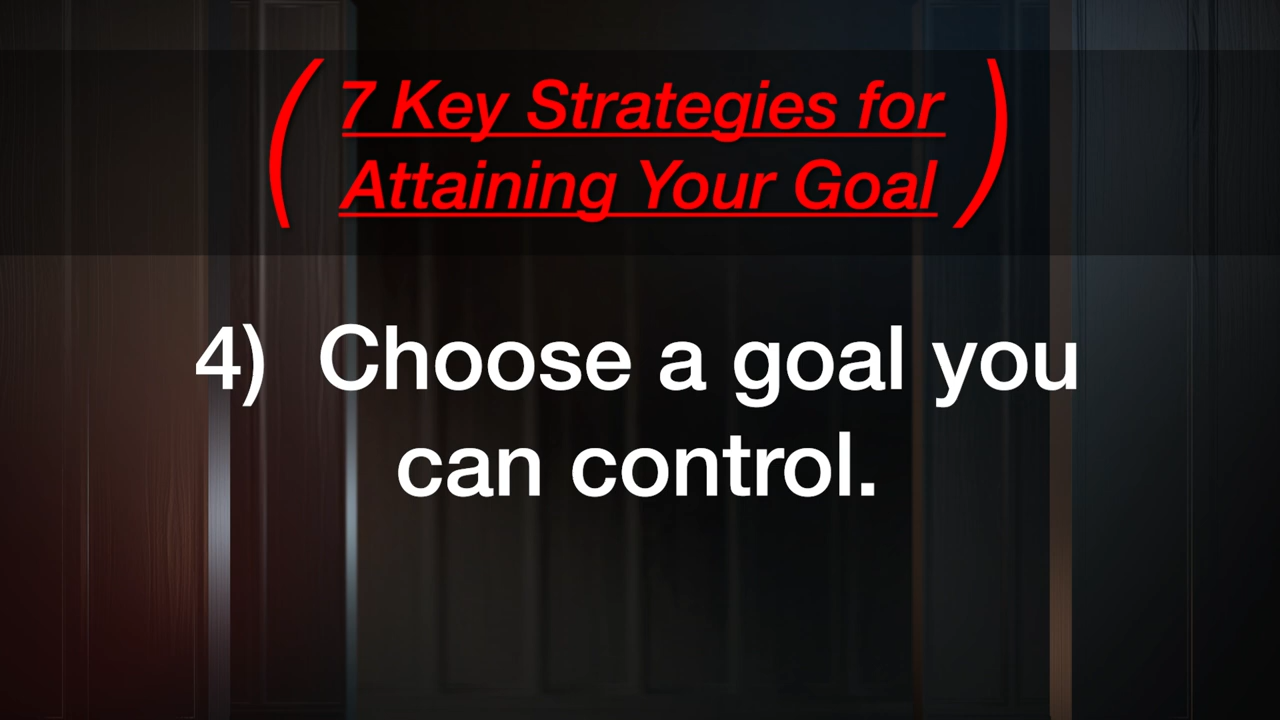 ( 7 Key Strategies for
Attaining Your Goal )
4) Choose a goal you
can control.